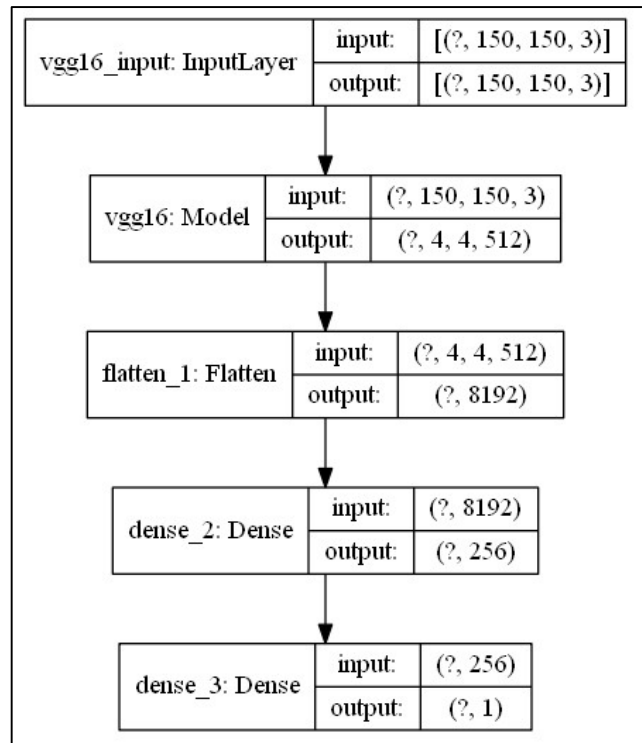 vgg16_input: InputLayer
input: [(?, 150, 150, 3)]
output: [(?, 150, 150, 3)]
vgg16: Model
input: (?, 150, 150, 3)
output: (?, 4, 4, 512)
flatten_1: Flatten
input: (?, 4, 4, 512)
output: (?, 8192)
dense_2: Dense
input: (?, 8192)
output: (?, 256)
dense_3: Dense
input: (?, 256)
output: (?, 1)